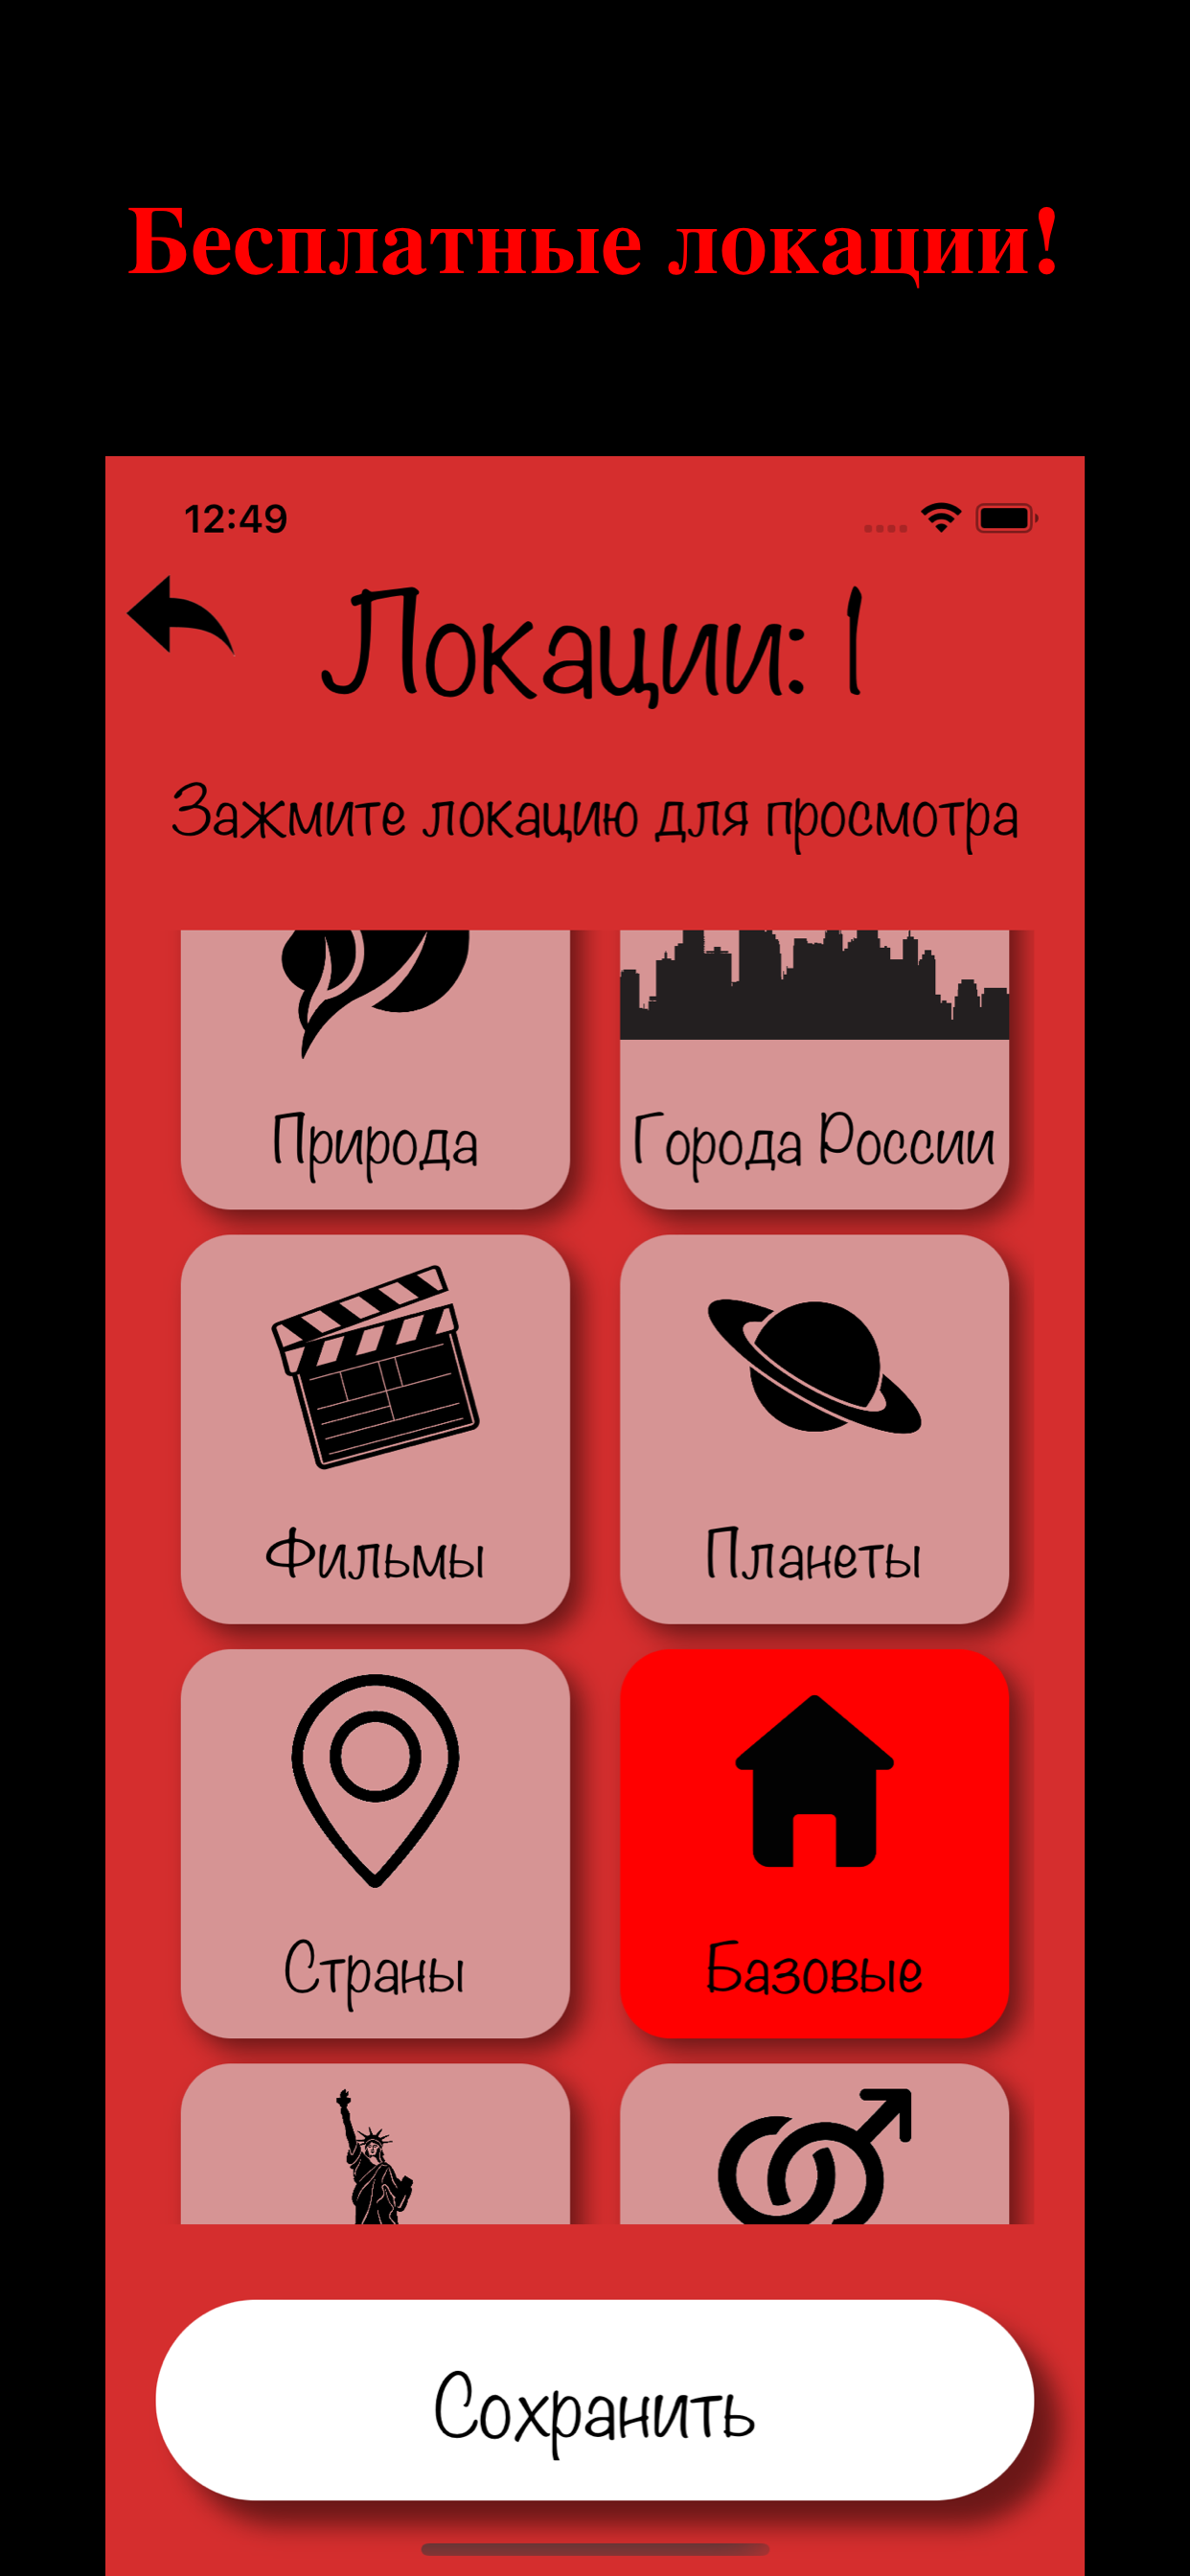 Бесплатные локации!
12:49
Локации: 1
Зажмите локацию для просмотра
Природа
Города России
Фильмы
Планеты
Страны
Базовые
Сохранить